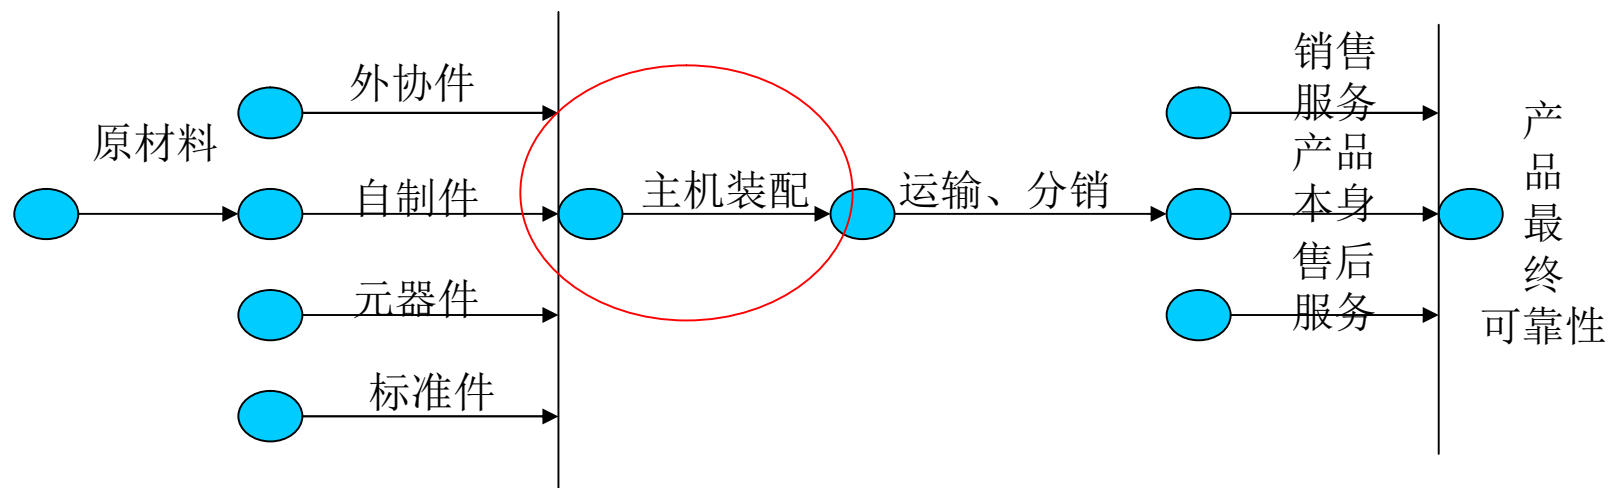 外协件
原材料
自制件
元器件
标准件
主机装配
运输、分销
销售
服务
产品
本身
售后
服务
产
品
最
终
可靠性